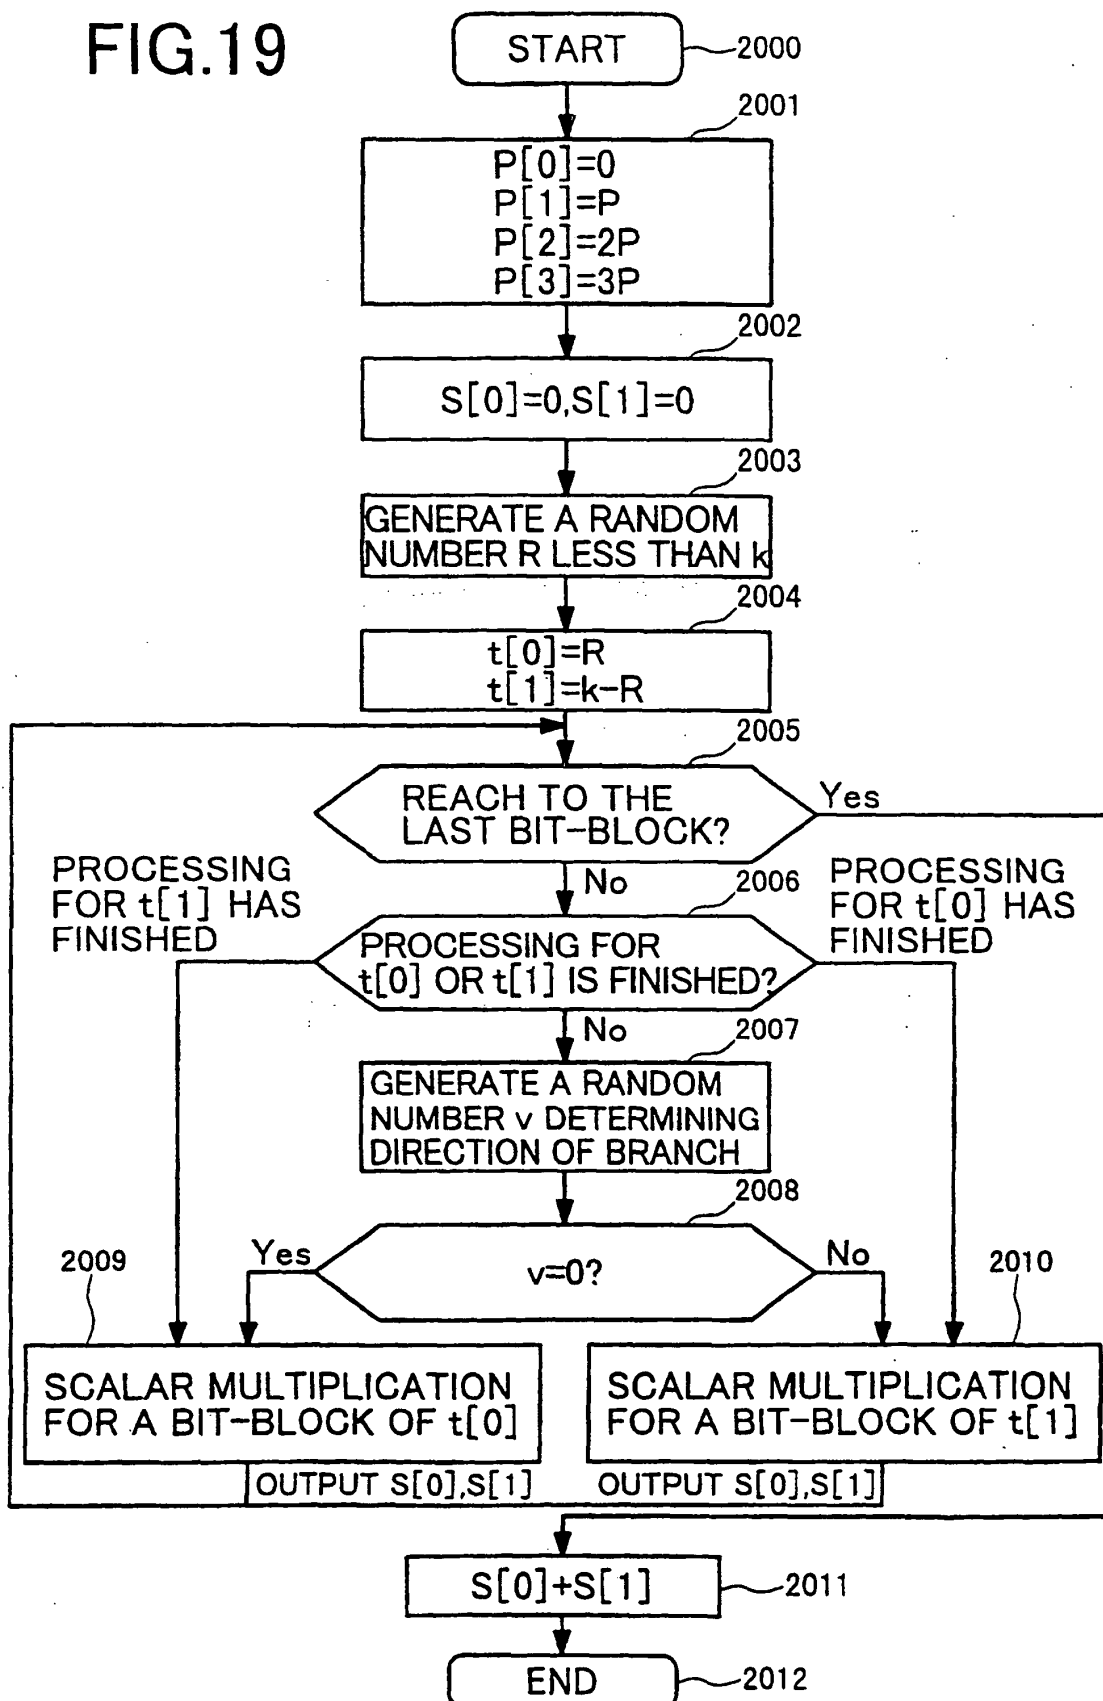 FIG.19
START
2000
2001
P[0]=0
P[1]=P
P[2]=2P
P[3]=3P
2002
S[0]=0,S[1]=0
2003
GENERATE A RANDOM
NUMBER R LESS THAN k
2004
t[0]=R
t[1]=k-R
2005
REACH TO THE
LAST BIT-BLOCK?
Yes
No
2006
PROCESSING
FOR t[1] HAS
FINISHED
PROCESSING
FOR t[0] HAS
FINISHED
PROCESSING FOR
t[0] OR t[1] IS FINISHED?
No
2007
GENERATE A RANDOM
NUMBER v DETERMINING
DIRECTION OF BRANCH
2008
v=0?
Yes
No
2009
2010
SCALAR MULTIPLICATION
FOR A BIT-BLOCK OF t[0]
SCALAR MULTIPLICATION
FOR A BIT-BLOCK OF t[1]
OUTPUT S[0],S[1]
OUTPUT S[0],S[1]
S[0]+S[1]
2011
END
2012